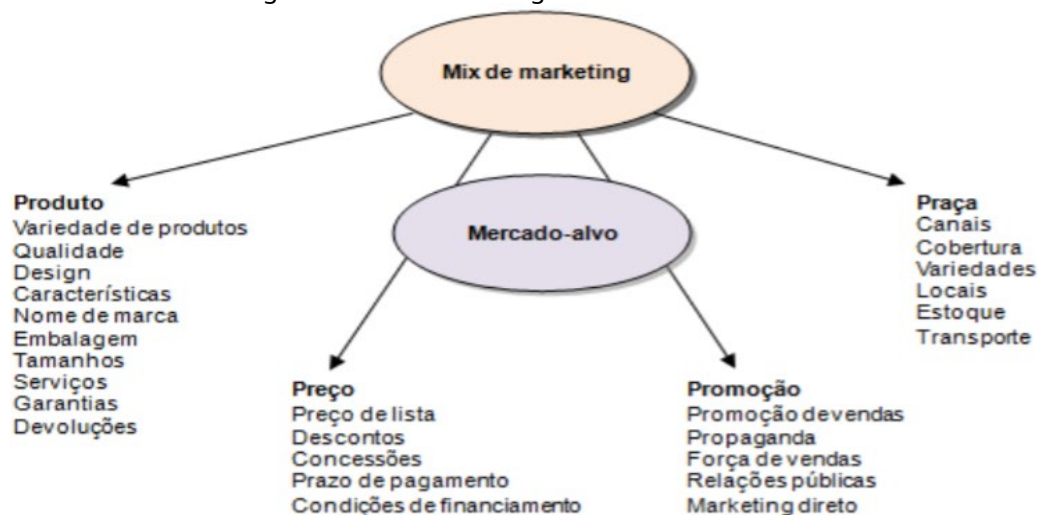 Mix de marketing
Mercado-alvo
Produto
Variedade de produtos
Qualidade
Design
Características
Nome de marca
Embalagem
Tamanhos
Serviços
Garantias
Devoluções
Preço
Preço de lista
Descontos
Concessões
Prazo de pagamento
Condições de financiamento
Promoção
Promoção de vendas
Propaganda
Força de vendas
Relações públicas
Marketing direto
Praça
Canais
Cobertura
Variedades
Locais
Estoque
Transporte